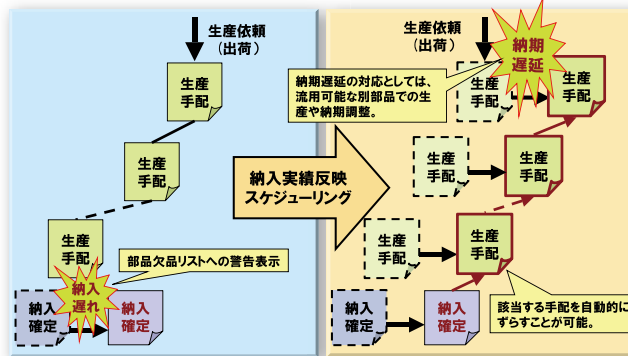 生産依頼
（出荷）
生産
手配
生産
手配
生産
手配
部品欠品リストへの警告表示
納入
遅れ
納入
確定
納入
確定
納入実績反映
スケジューリング
生産依頼
（出荷）
納期
遅延
納期遅延の対応としては、
流用可能な別部品での生
産や納期調整。
生産
手配
生産
手配
生産
手配
生産
手配
生産
手配
生産
手配
納入
確定
納入
確定
該当する手配を自動的に
ずらすことが可能。